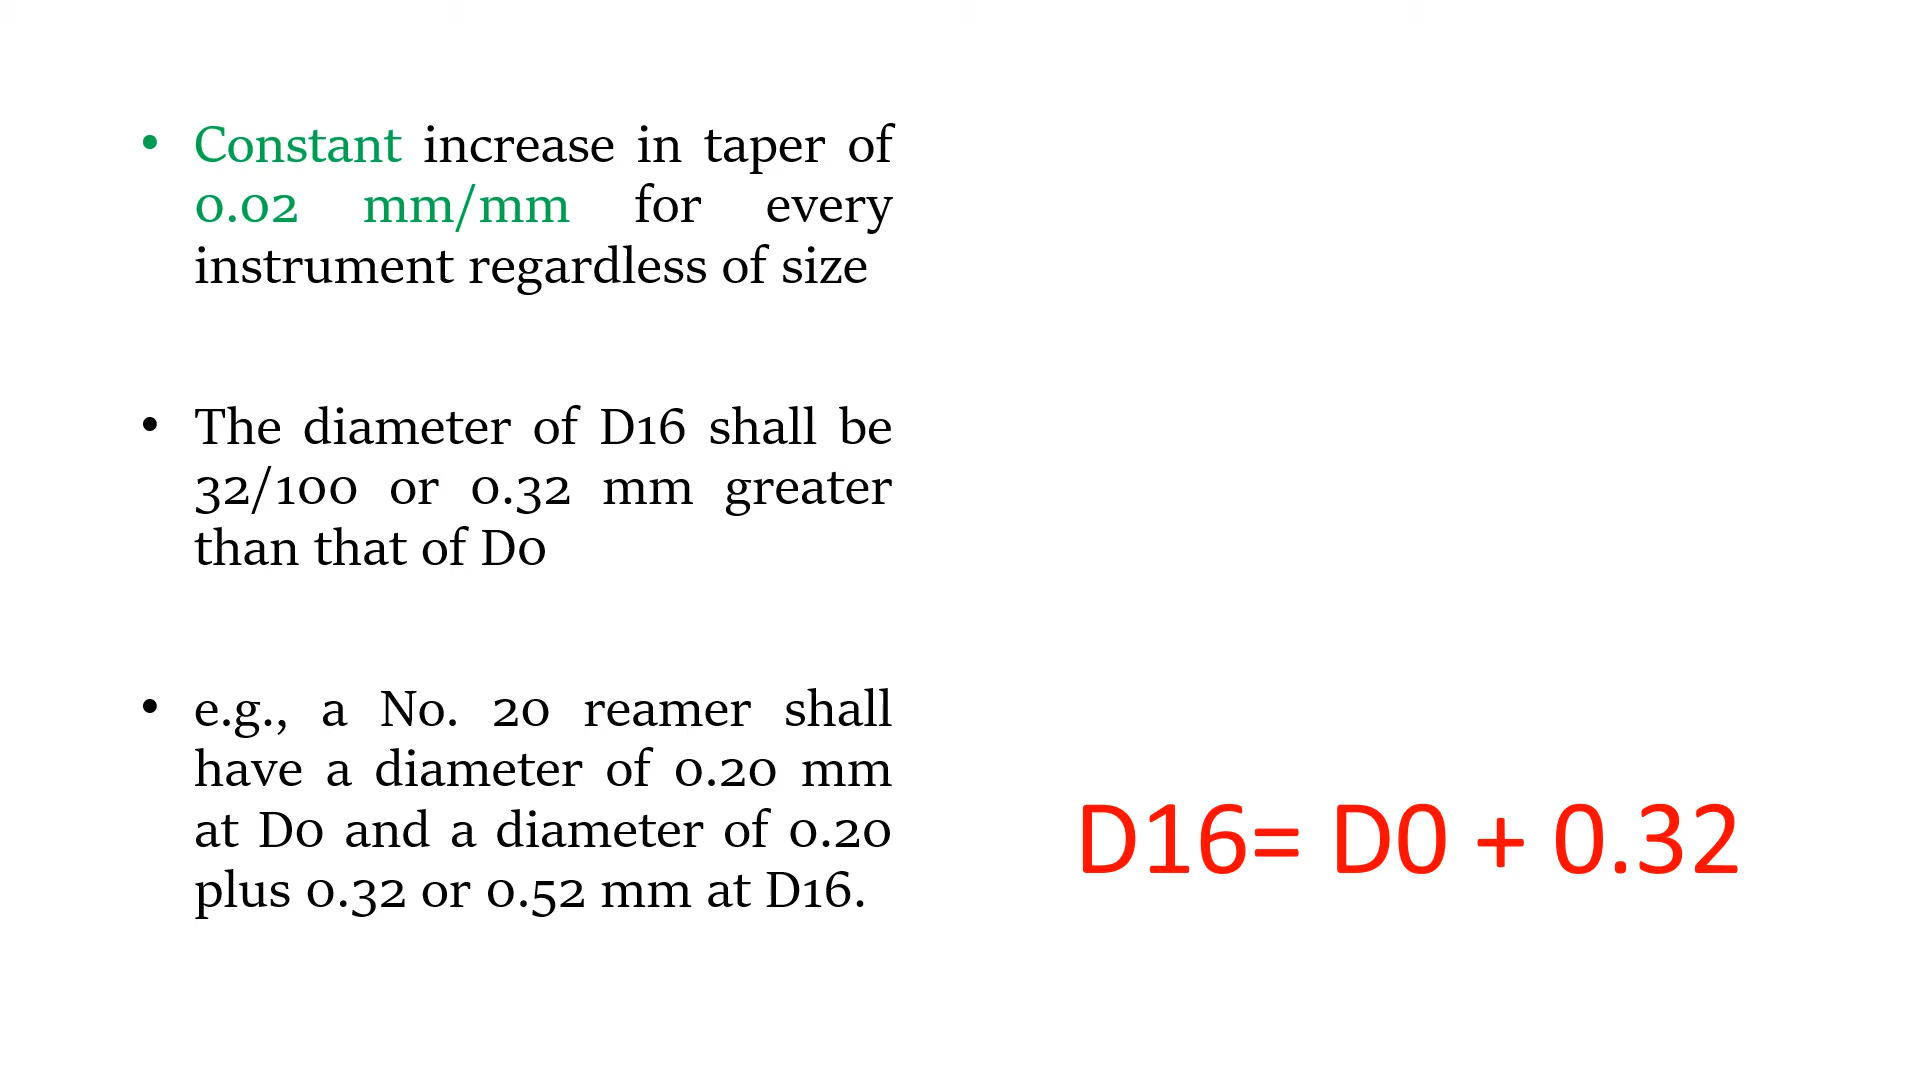 • Constant increase in taper of
0.02 mm/mm for every
instrument regardless of size
• The diameter of D16 shall be
32/100 or 0.32 mm greater
than that of D0
• e.g., a No. 20 reamer shall
have a diameter of 0.20 mm
at D0 and a diameter of 0.20
plus 0.32 or 0.52 mm at D16.
D16= D0 + 0.32